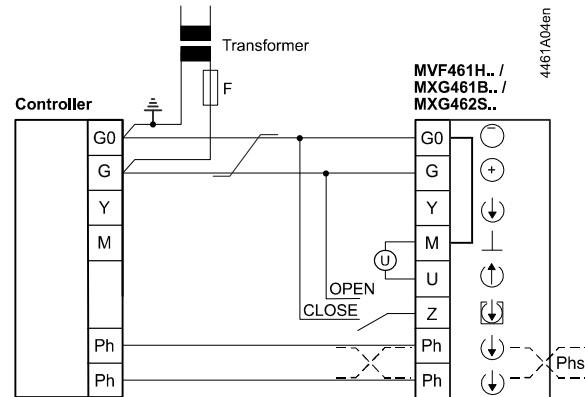 Transformer
F
4461A04en
MVF461H.. /
MXG461B.. /
MXG462S..
Controller
G0
G
Y
M
Ph
Ph
G0
G
Y
M
U
Z
Ph
Ph
U
OPEN
CLOSE
Phs